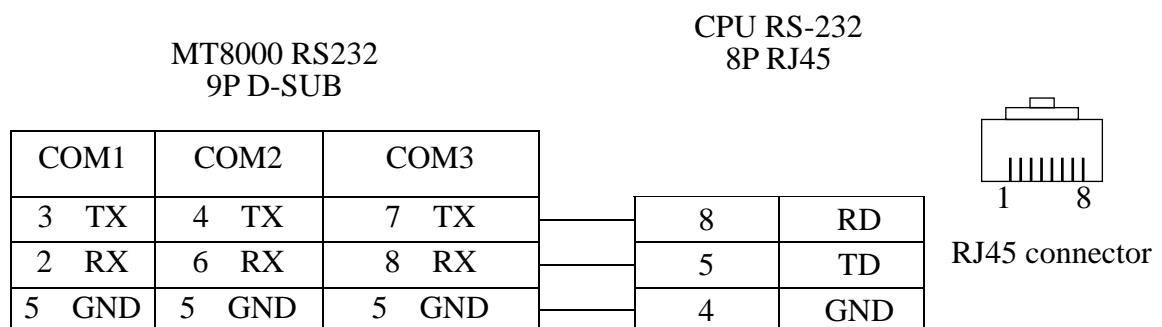 MT8000 RS232
9P D-SUB
CPU RS-232
8P RJ45
COM1 COM2 COM3
3 TX 4 TX 7 TX 8 RD
2 RX 6 RX 8 RX 5 TD
5 GND 5 GND 5 GND 4 GND
1 8
RJ45 connector